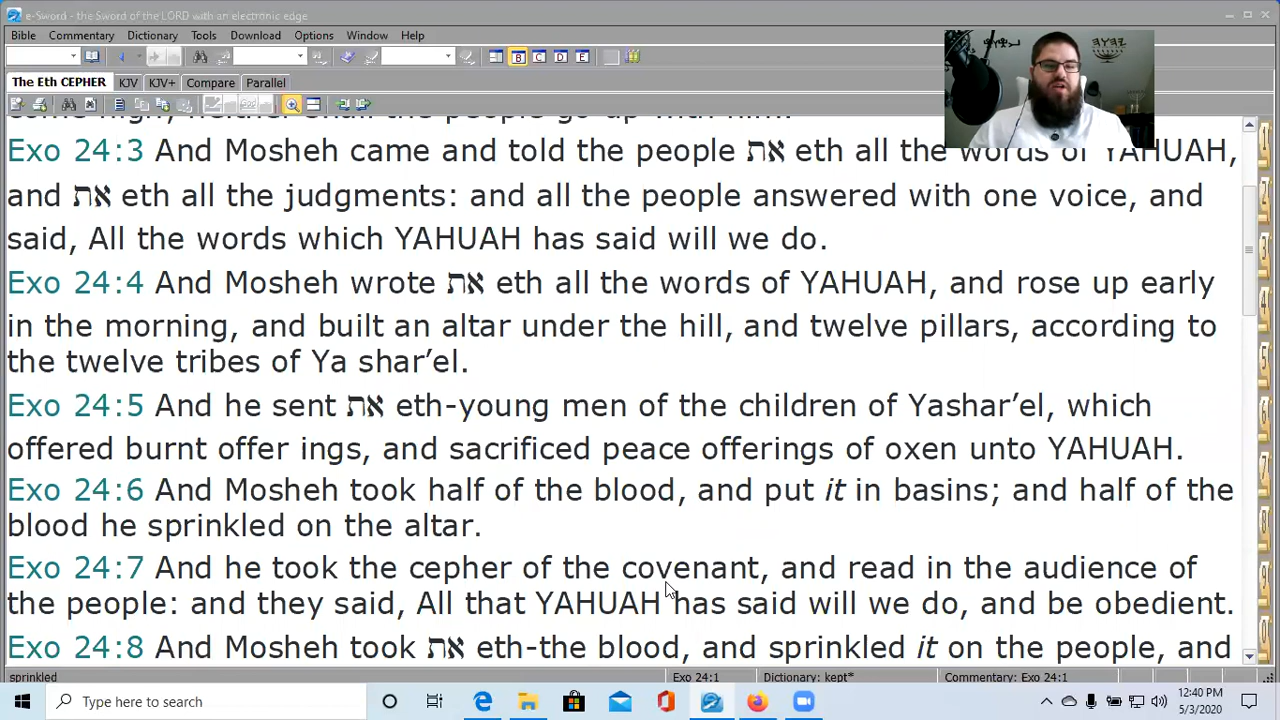 e-Sword - the Sword of the LORD with an electronic edge
Bible Commentary Dictionary Tools Options Download Window Help
The Eth CEPHER KJV KJV+ Compare Parallel
Exo 24:3 And Mosheh came and told the people את eth all the words of YAHUAH,
and את eth all the judgments: and all the people answered with one voice, and
said, All the words which YAHUAH has said will we do.
Exo 24:4 And Mosheh wrote את eth all the words of YAHUAH, and rose up early
in the morning, and built an altar under the hill, and twelve pillars, according to
the twelve tribes of Ya shar’el.
Exo 24:5 And he sent את eth-young men of the children of Yashar’el, which
offered burnt offer ings, and sacrificed peace offerings of oxen unto YAHUAH.
Exo 24:6 And Mosheh took half of the blood, and put it in basins; and half of the
blood he sprinkled on the altar.
Exo 24:7 And he took the cepher of the covenant, and read in the audience of
the people: and they said, All that YAHUAH has said will we do, and be obedient.
Exo 24:8 And Mosheh took את eth-the blood, and sprinkled it on the people, and
sprinkled Exo 24:1 Dictionary: kept* Commentary: Exo 24:1
Type here to search
12:40 PM
5/3/2020